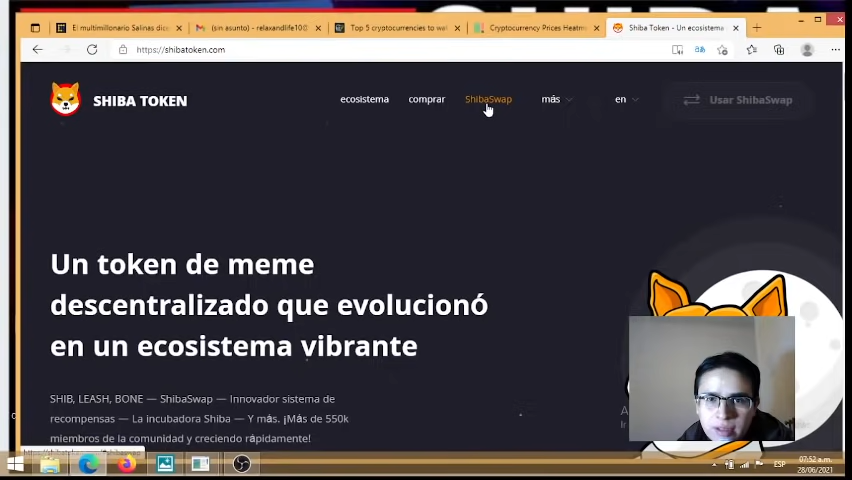 El multimillonario Salinas dice
(sin asunto) - relaxandlife10@
Top 5 cryptocurrencies to wat
Cryptocurrency Prices Heatm
Shiba Token - Un ecosistema
https://shibatoken.com
SHIBA TOKEN
ecosistema
comprar
ShibaSwap
más
en
Usar ShibaSwap
Un token de meme
descentralizado que evolucionó
en un ecosistema vibrante
SHIB, LEASH, BONE — ShibaSwap — Innovador sistema de
recompensas — La incubadora Shiba — Y más. ¡Más de 550k
miembros de la comunidad y creciendo rápidamente!
ESP
07:52 a.m.
28/06/2021